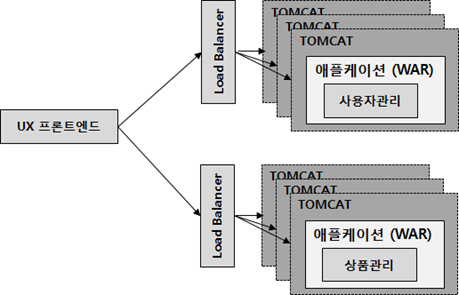 Load Balancer
TOMCAT
TOMCAT
TOMCAT
애플케이션 (WAR)
사용자관리
UX 프론트엔드
Load Balancer
TOMCAT
TOMCAT
TOMCAT
애플케이션 (WAR)
상품관리